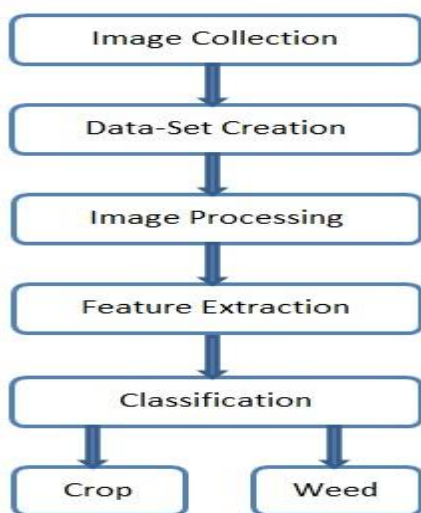 Image Collection
Data-Set Creation
Image Processing
Feature Extraction
Classification
Crop
Weed